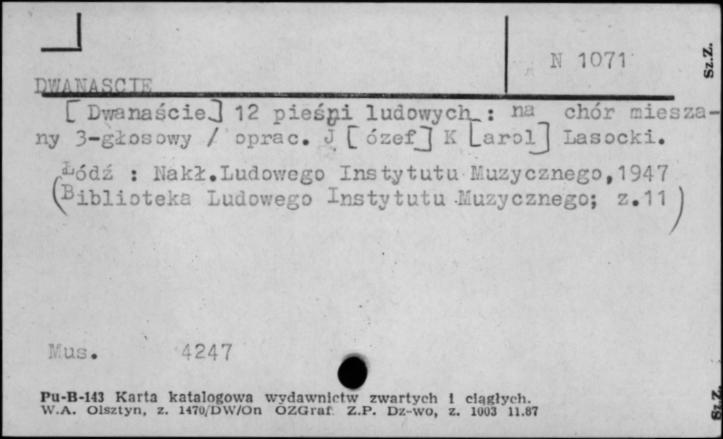 N 1071
Sz.Z.
DWANAŚCIE
[Dwanaście] 12 pieśni ludowych : na chór miesza-
ny 3-głosowy / oprac. J[ózef] K[arol] Lasocki.
Łódź : Nakł.Ludowego Instytutu Muzycznego,1947
(Biblioteka Ludowego Instytutu Muzycznego; z.11)
Mus. 4247
Pu-B-143 Karta katalogowa wydawnictw zwartych i ciągłych.
W.A. Olsztyn, z. 1470/DW/On OZGraf. Z.P. Dz-wo, z. 1003 11.87
Sz.Z.